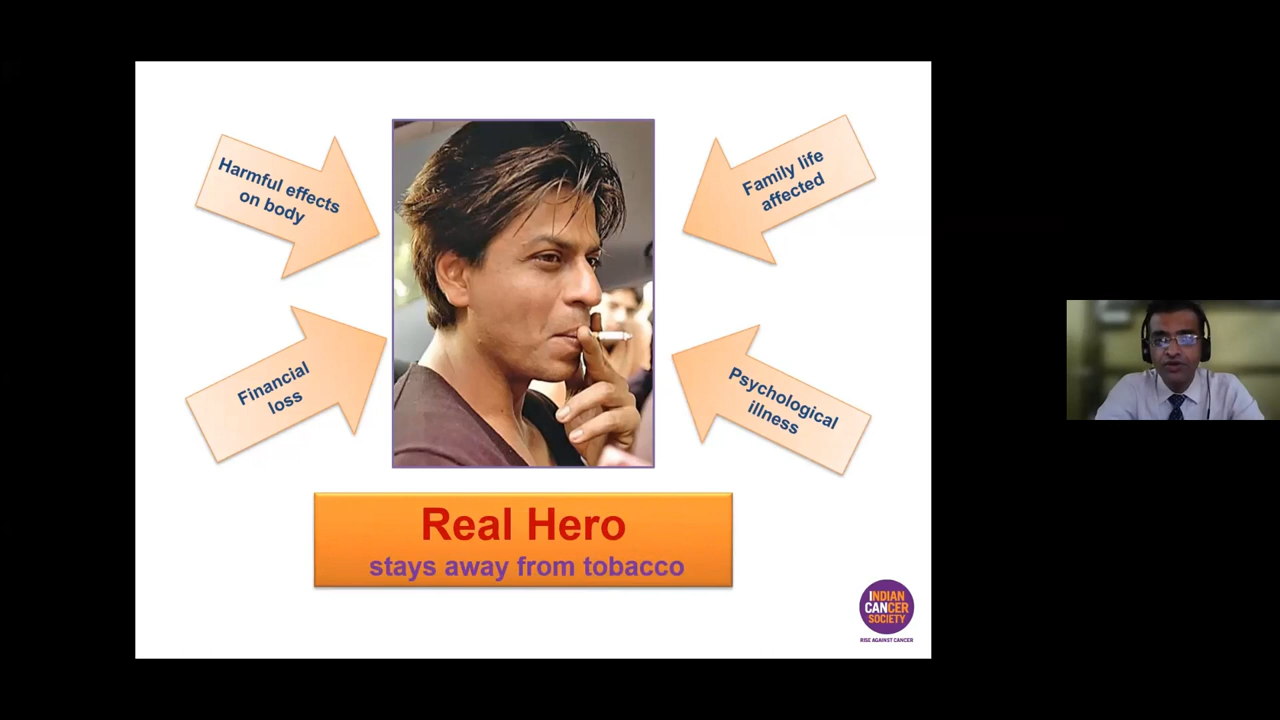 Harmful effects
on body
Family life
affected
Financial
loss
Psychological
illness
Real Hero
stays away from tobacco
INDIAN
CANCER
SOCIETY
RISE AGAINST CANCER